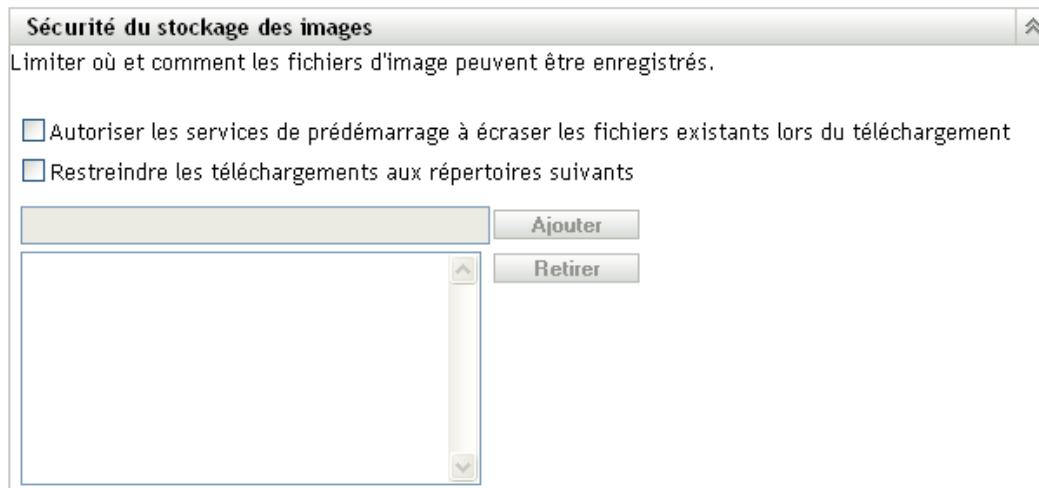 Sécurité du stockage des images
Limiter où et comment les fichiers d'image peuvent être enregistrés.
Autoriser les services de prédémarrage à écraser les fichiers existants lors du téléchargement
Restreindre les téléchargements aux répertoires suivants
Ajouter
Retirer